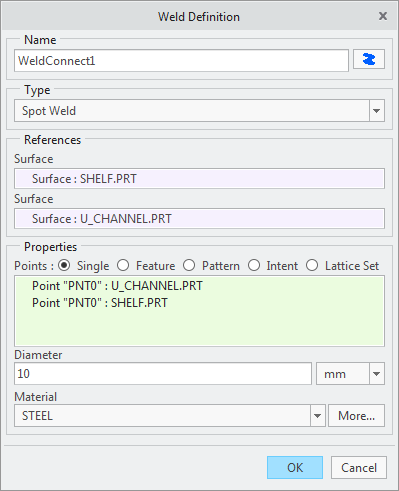 Weld Definition
Name
WeldConnect1
Type
Spot Weld
References
Surface
Surface : SHELF.PRT
Surface
Surface : U_CHANNEL.PRT
Properties
Points : Single Feature Pattern Intent Lattice Set
Point "PNT0" : U_CHANNEL.PRT
Point "PNT0" : SHELF.PRT
Diameter
10 mm
Material
STEEL More...
OK Cancel